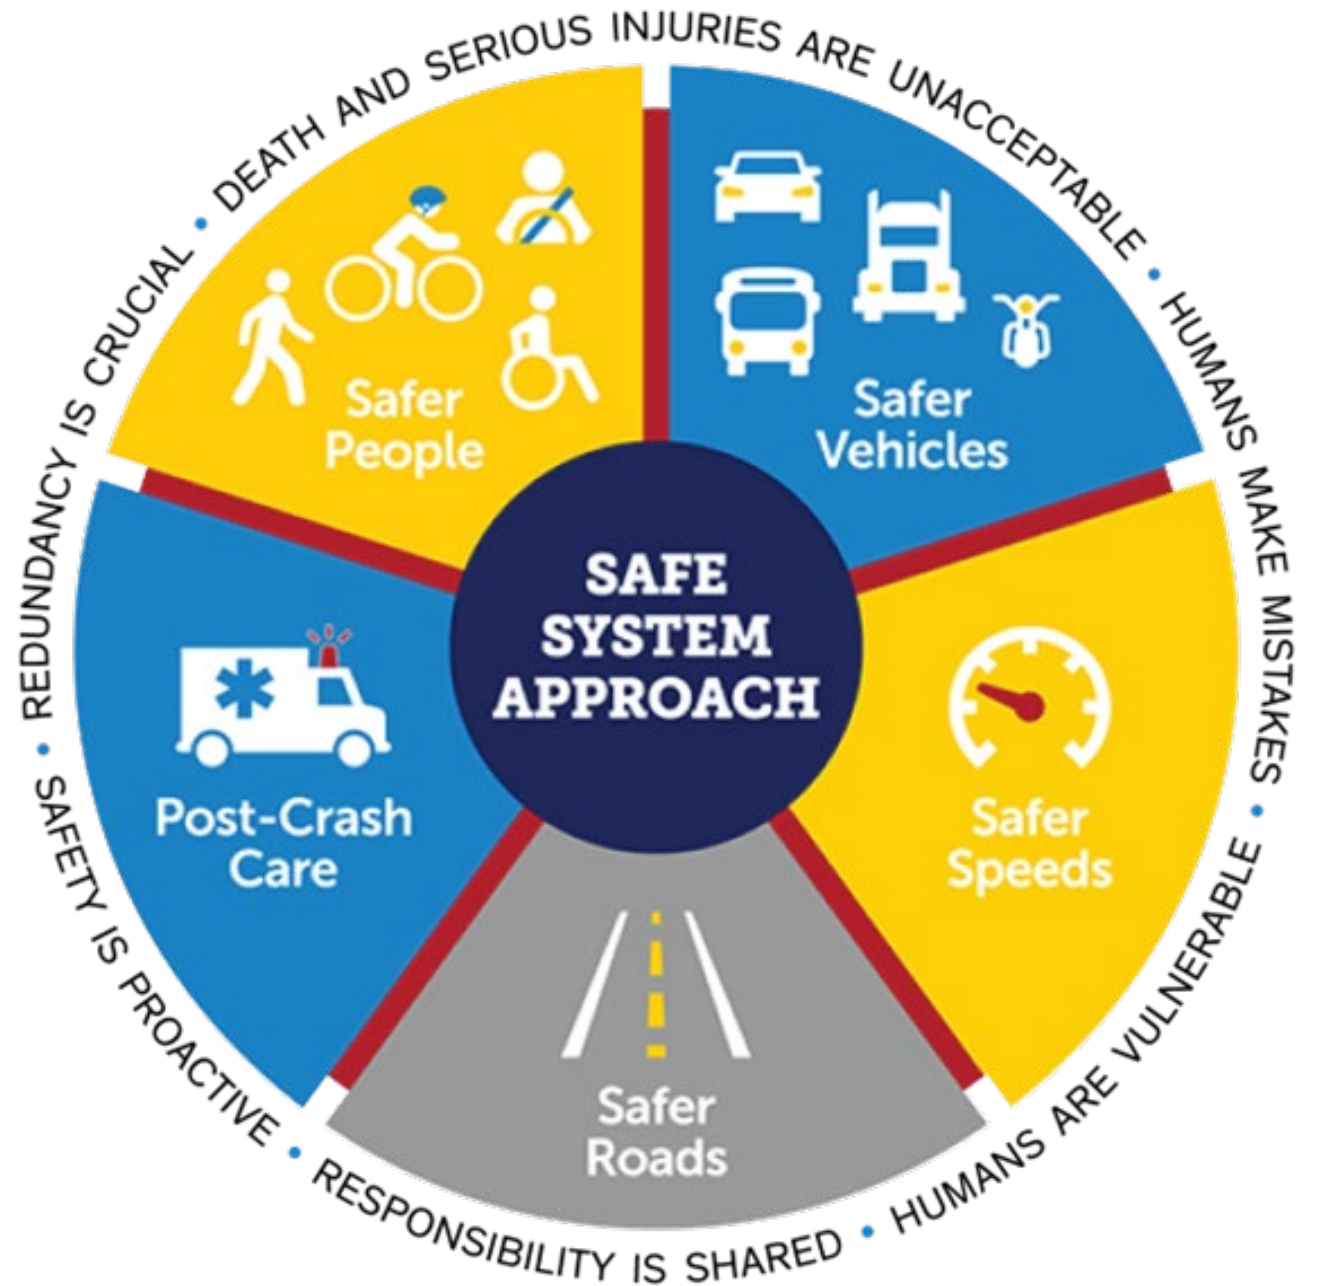 DEATH AND SERIOUS INJURIES ARE UNACCEPTABLE • HUMANS MAKE MISTAKES • HUMANS ARE VULNERABLE • RESPONSIBILITY IS SHARED • SAFETY IS PROACTIVE • REDUNDANCY IS CRUCIAL •
Safer
People
Safer
Vehicles
SAFE
SYSTEM
APPROACH
Post-Crash
Care
Safer
Speeds
Safer
Roads